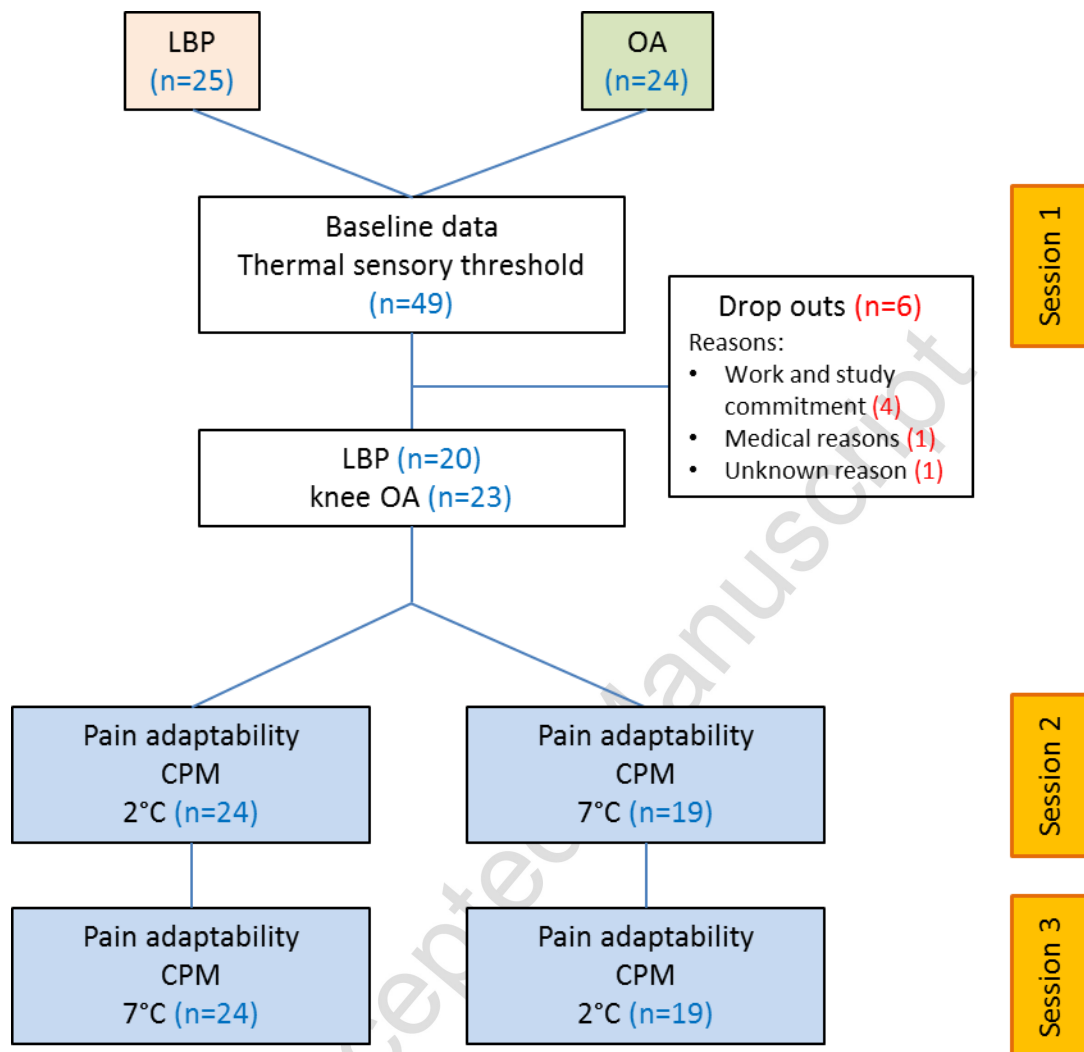 LBP
(n=25)
OA
(n=24)
Baseline data
Thermal sensory threshold
(n=49)
Session 1
Drop outs (n=6)
Reasons:
• Work and study
commitment (4)
• Medical reasons (1)
• Unknown reason (1)
LBP (n=20)
knee OA (n=23)
Pain adaptability
CPM
2°C (n=24)
Pain adaptability
CPM
7°C (n=19)
Session 2
Pain adaptability
CPM
7°C (n=24)
Pain adaptability
CPM
2°C (n=19)
Session 3